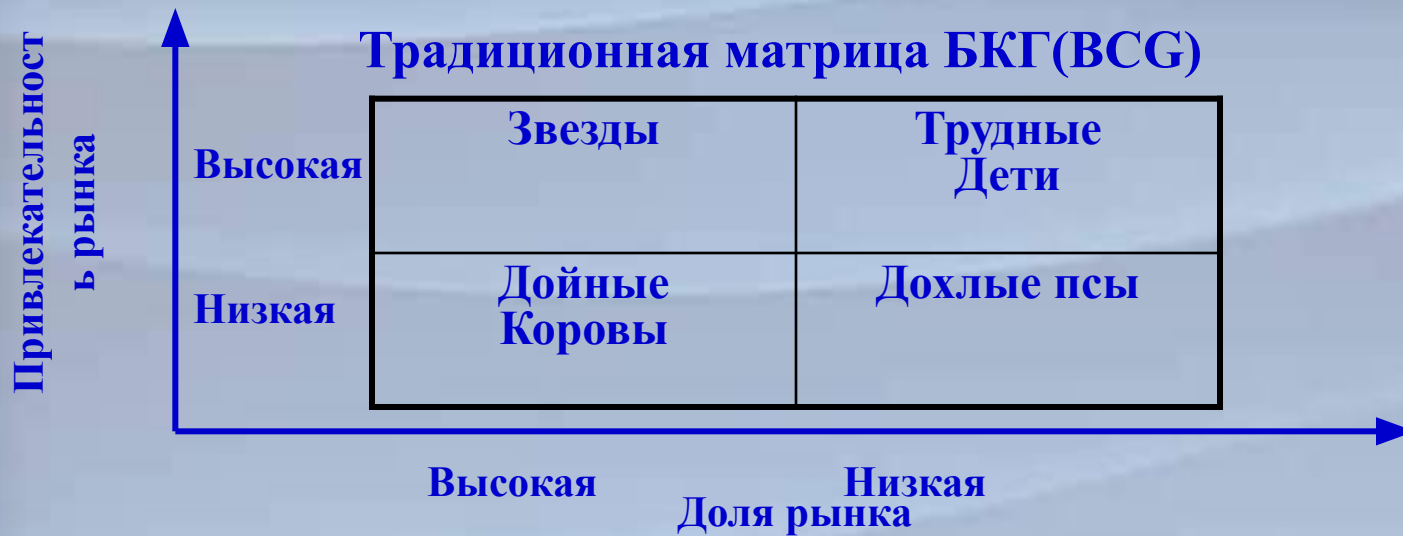 Традиционная матрица БКГ(BCG)
Привлекательност
ь рынка
Высокая
Звезды
Трудные
Дети
Низкая
Дойные
Коровы
Дохлые псы
Высокая
Низкая
Доля рынка